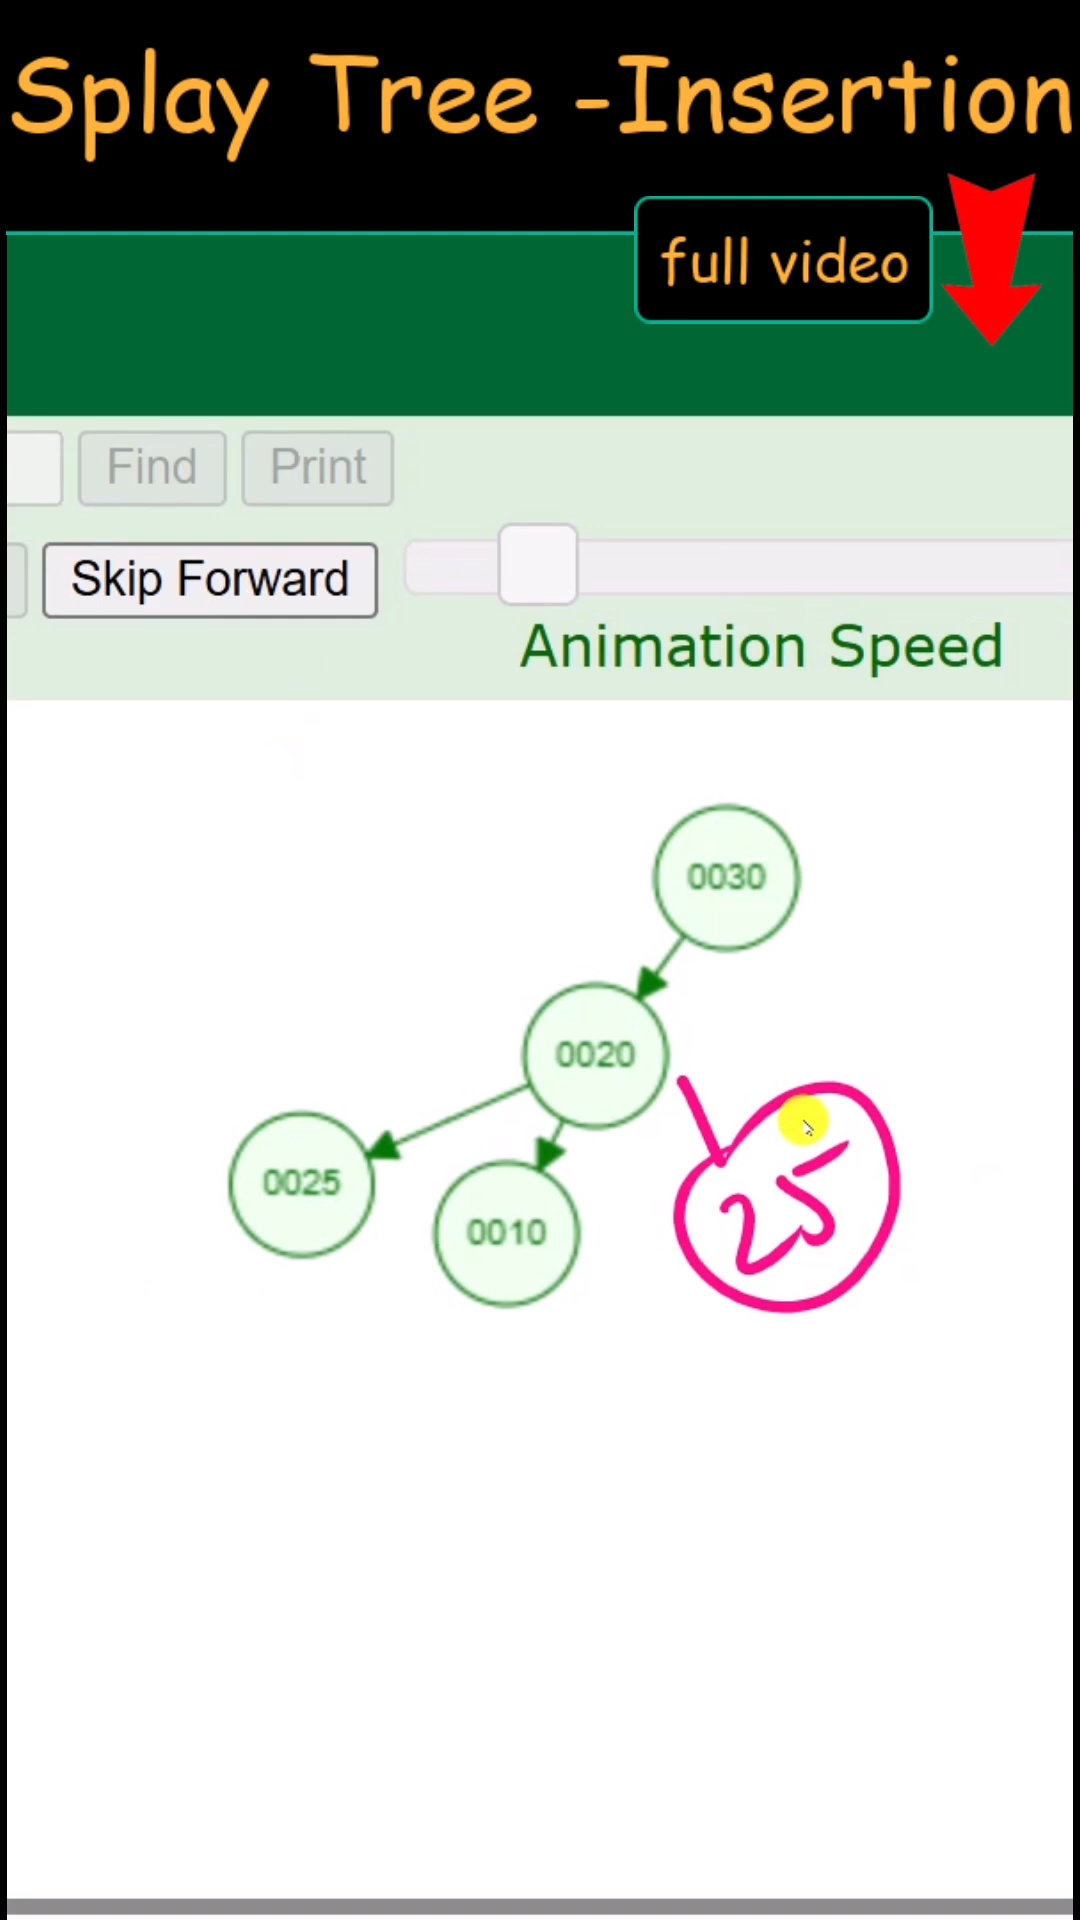 Splay Tree -Insertion
full video
Find Print
Skip Forward
Animation Speed
0030
0020
0025
0010
25